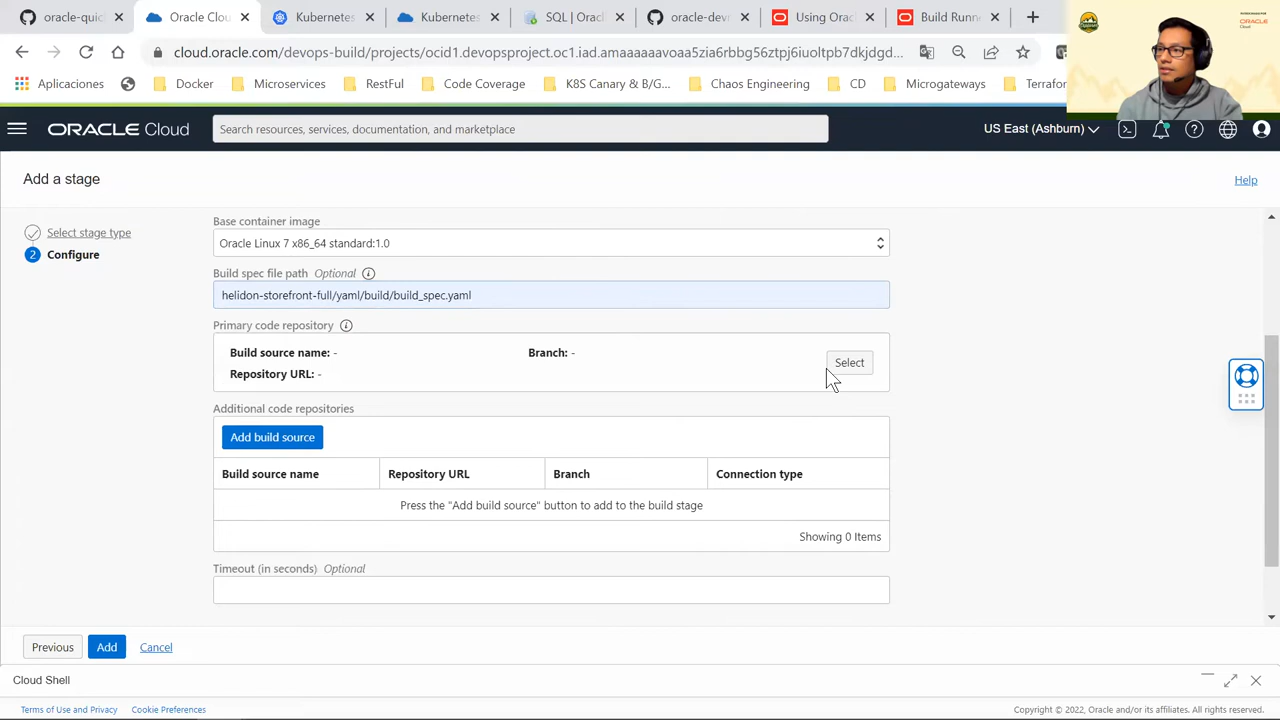 oracle-quic
Oracle Clou
Kubernetes
Kubernetes
Oracl
oracle-dev
Using Orac
Build Runn
cloud.oracle.com/devops-build/projects/ocid1.devopsproject.oc1.iad.amaaaaaavoaa5zia6rbbg56ztpj6iuoltpb7dkjdgd...
Aplicaciones
Docker
Microservices
RestFul
Code Coverage
K8S Canary & B/G...
Chaos Engineering
CD
Microgateways
Terrafor
ORACLE Cloud
Search resources, services, documentation, and marketplace
US East (Ashburn)
Add a stage
Help
Select stage type
2 Configure
Base container image
Oracle Linux 7 x86_64 standard:1.0
Build spec file path Optional
helidon-storefront-full/yaml/build/build_spec.yaml
Primary code repository
Build source name: - Branch: -
Select
Repository URL: -
Additional code repositories
Add build source
Build source name Repository URL Branch Connection type
Press the "Add build source" button to add to the build stage
Showing 0 Items
Timeout (in seconds) Optional
Previous Add Cancel
Cloud Shell
Terms of Use and Privacy Cookie Preferences
Copyright © 2022, Oracle and/or its affiliates. All rights reserved.